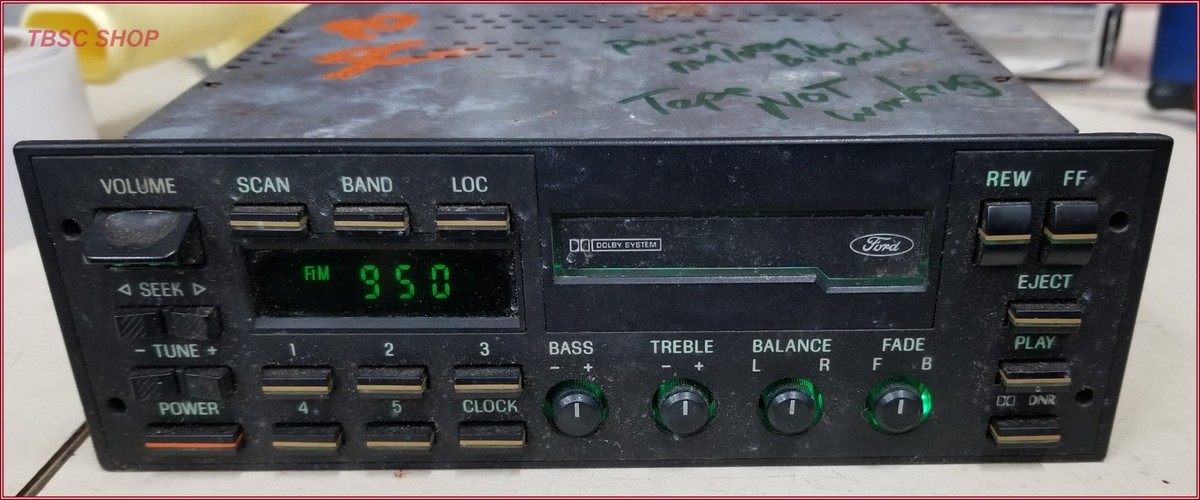 TBSC SHOP
Power
on
Tape NOT
working
VOLUME
SCAN BAND LOC
REW FF
DOLBY SYSTEM
Ford
950
◁ SEEK ▷
EJECT
- TUNE +
1 2 3
BASS TREBLE BALANCE FADE
- + - + L R F B
PLAY
POWER
4 5 CLOCK
DNR